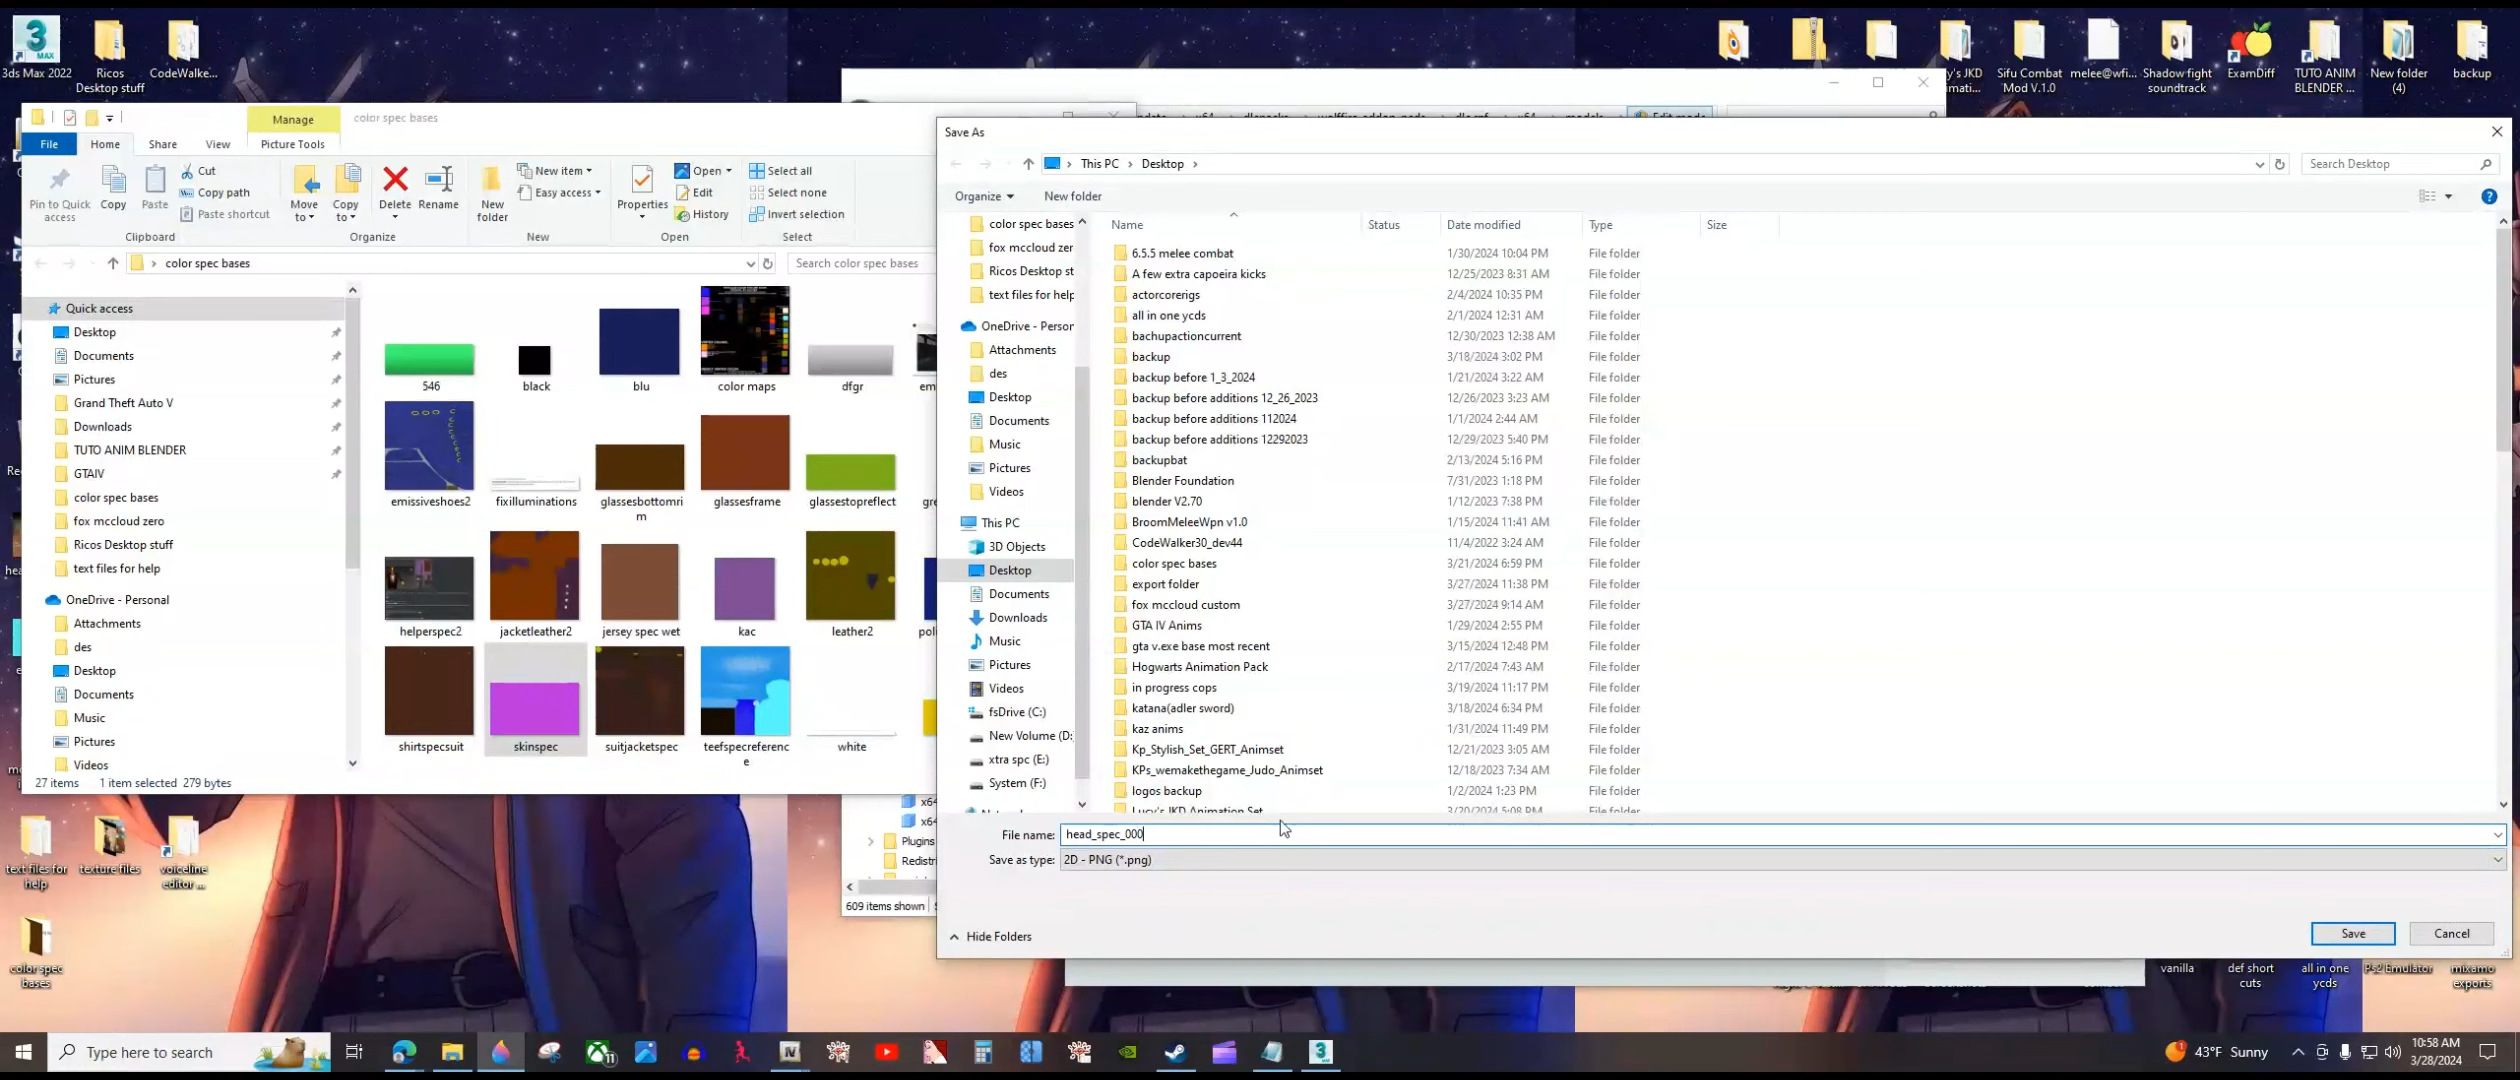 3ds Max 2022
Ricos
Desktop stuff
CodeWalke...
y's JKD
nimati...
Sifu Combat
Mod V.1.0
melee@wfi...
Shadow fight
soundtrack
ExamDiff
TUTO ANIM
BLENDER ...
New folder
(4)
backup
Manage
color spec bases
File
Home
Share
View
Picture Tools
Pin to Quick
access
Copy
Paste
Cut
Copy path
Paste shortcut
Move
to
Copy
to
Delete
Rename
New
folder
New item
Easy access
Properties
Open
Edit
History
Select all
Select none
Invert selection
Clipboard
Organize
New
Open
Select
color spec bases
Search color spec bases
Quick access
Desktop
Documents
Pictures
Grand Theft Auto V
Downloads
TUTO ANIM BLENDER
GTAIV
color spec bases
fox mccloud zero
Ricos Desktop stuff
text files for help
OneDrive - Personal
Attachments
des
Desktop
Documents
Music
Pictures
Videos
546
black
blu
color maps
dfgr
em
emissiveshoes2
fixilluminations
glassesbottomri
m
glassesframe
glassestopreflect
gre
helperspec2
jacketleather2
jersey spec wet
kac
leather2
poli
shirtspecsuit
skinspec
suitjacketspec
teefspecreferenc
e
white
27 items
1 item selected 279 bytes
Save As
This PC
Desktop
Search Desktop
Organize
New folder
color spec bases
fox mccloud zer
Ricos Desktop st
text files for help
OneDrive - Person
Attachments
des
Desktop
Documents
Music
Pictures
Videos
This PC
3D Objects
Desktop
Documents
Downloads
Music
Pictures
Videos
fsDrive (C:)
New Volume (D:
xtra spc (E:)
System (F:)
Name
Status
Date modified
Type
Size
6.5.5 melee combat 1/30/2024 10:04 PM File folder
A few extra capoeira kicks 12/25/2023 8:31 AM File folder
actorcorerigs 2/4/2024 10:35 PM File folder
all in one ycds 2/1/2024 12:31 AM File folder
bachupactioncurrent 12/30/2023 12:38 AM File folder
backup 3/18/2024 3:02 PM File folder
backup before 1_3_2024 1/21/2024 3:22 AM File folder
backup before additions 12_26_2023 12/26/2023 3:23 AM File folder
backup before additions 112024 1/1/2024 2:44 AM File folder
backup before additions 12292023 12/29/2023 5:40 PM File folder
backupbat 2/13/2024 5:16 PM File folder
Blender Foundation 7/31/2023 1:18 PM File folder
blender V2.70 1/12/2023 7:38 PM File folder
BroomMeleeWpn v1.0 1/15/2024 11:41 AM File folder
CodeWalker30_dev44 11/4/2022 3:24 AM File folder
color spec bases 3/21/2024 6:59 PM File folder
export folder 3/27/2024 11:38 PM File folder
fox mccloud custom 3/27/2024 9:14 AM File folder
GTA IV Anims 1/29/2024 2:55 PM File folder
gta v.exe base most recent 3/15/2024 12:48 PM File folder
Hogwarts Animation Pack 2/17/2024 7:43 AM File folder
in progress cops 3/19/2024 11:17 PM File folder
katana(adler sword) 3/18/2024 6:34 PM File folder
kaz anims 1/31/2024 11:49 PM File folder
Kp_Stylish_Set_GERT_Animset 12/21/2023 3:05 AM File folder
KPs_wemakethegame_Judo_Animset 12/18/2023 7:34 AM File folder
logos backup 1/2/2024 1:23 PM File folder
Lucy's JKD Animation Set 3/20/2024 5:08 PM File folder
File name: head_spec_000
Save as type: 2D - PNG (*.png)
Hide Folders
Save
Cancel
x64
x64
Plugins
Redistri
609 items shown
text files for
help
texture files
voiceline
editor ...
color spec
bases
vanilla
def short
cuts
all in one
ycds
Ps2 Emulator
mixamo
exports
Type here to search
11
IV
43°F Sunny
10:58 AM
3/28/2024